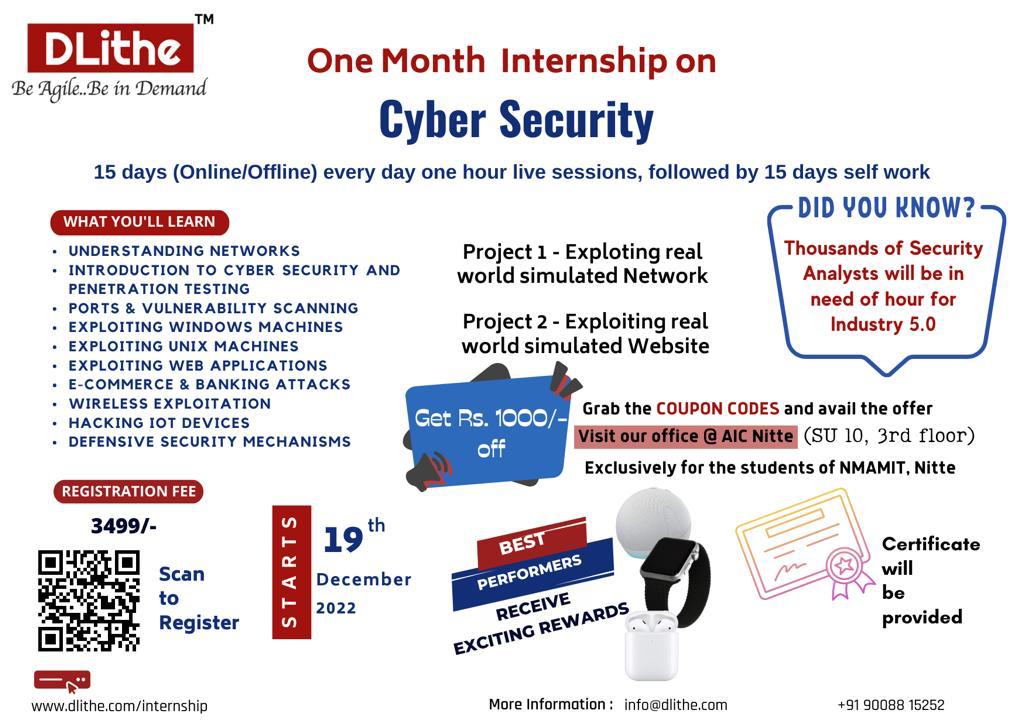 DLithe TM
Be Agile..Be in Demand
One Month Internship on
Cyber Security
15 days (Online/Offline) every day one hour live sessions, followed by 15 days self work
WHAT YOU'LL LEARN
• UNDERSTANDING NETWORKS
• INTRODUCTION TO CYBER SECURITY AND
PENETRATION TESTING
• PORTS & VULNERABILITY SCANNING
• EXPLOITING WINDOWS MACHINES
• EXPLOITING UNIX MACHINES
• EXPLOITING WEB APPLICATIONS
• E-COMMERCE & BANKING ATTACKS
• WIRELESS EXPLOITATION
• HACKING IOT DEVICES
• DEFENSIVE SECURITY MECHANISMS
Project 1 - Exploting real
world simulated Network
Project 2 - Exploiting real
world simulated Website
DID YOU KNOW?
Thousands of Security
Analysts will be in
need of hour for
Industry 5.0
Get Rs. 1000/-
off
Grab the COUPON CODES and avail the offer
Visit our office @ AIC Nitte (SU 10, 3rd floor)
Exclusively for the students of NMAMIT, Nitte
REGISTRATION FEE
3499/-
Scan
to
Register
STARTS
19th
December
2022
BEST
PERFORMERS
RECEIVE
EXCITING REWARDS
Certificate
will
be
provided
www.dlithe.com/internship
More Information : info@dlithe.com
+91 90088 15252